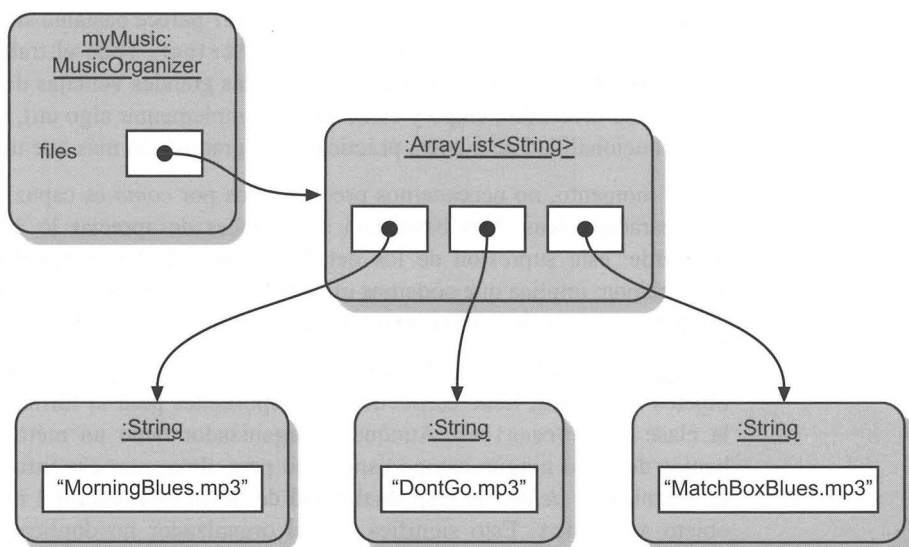 myMusic:
MusicOrganizer
files
:ArrayList<String>
:String
"MorningBlues.mp3"
:String
"DontGo.mp3"
:String
"MatchBoxBlues.mp3"